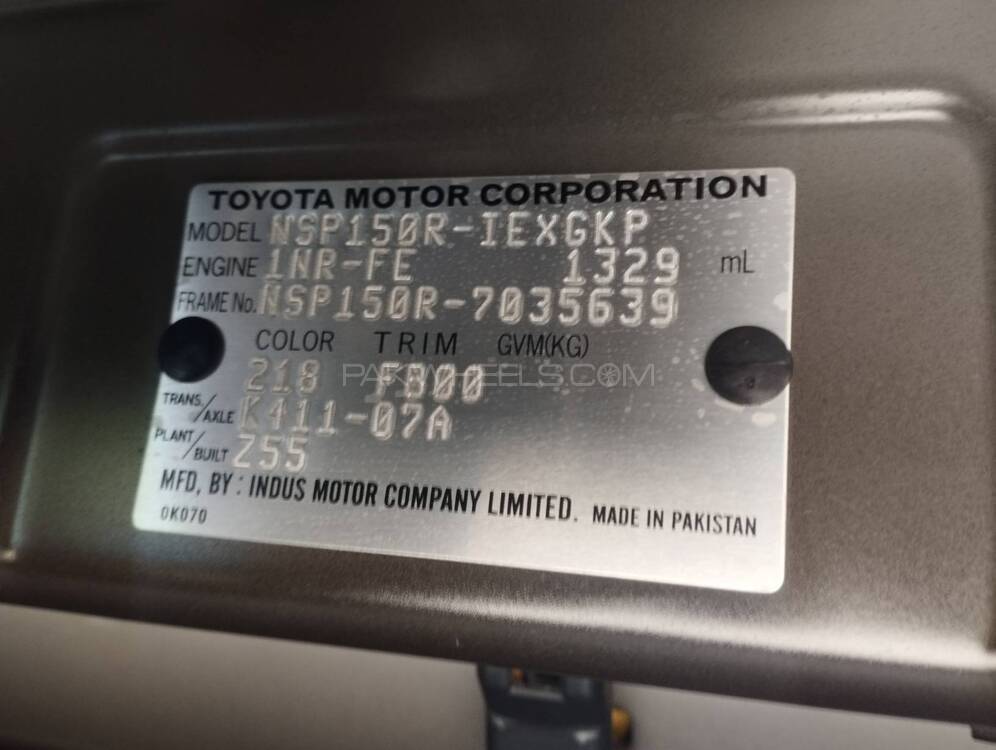 TOYOTA MOTOR CORPORATION
MODEL NSP150R-IEXGKP
ENGINE 1NR-FE 1329 mL
FRAME No. NSP150R-7035639
COLOR TRIM GVM(KG)
218 FB00
PAKWHEELS.COM
TRANS./AXLE K411-07A
PLANT/BUILT Z55
MFD, BY : INDUS MOTOR COMPANY LIMITED. MADE IN PAKISTAN
0K070